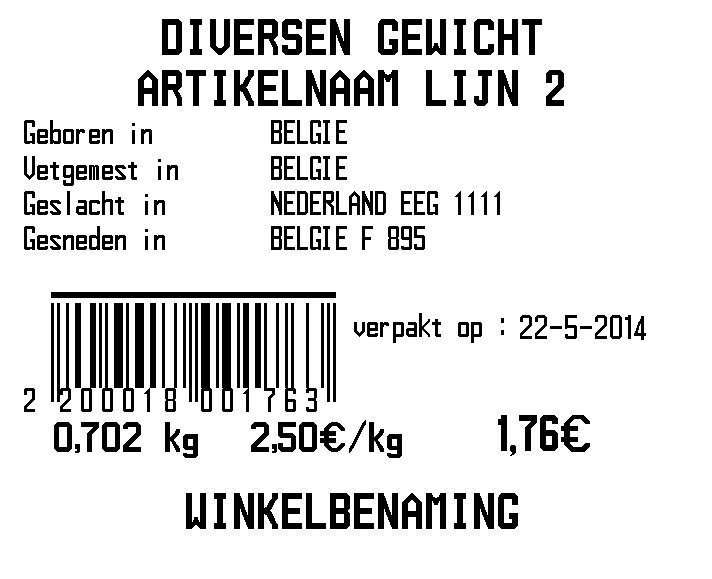 DIVERSEN GEWICHT
ARTIKELNAAM LIJN 2
Geboren in BELGIE
Vetgemest in BELGIE
Geslacht in NEDERLAND EEG 1111
Gesneden in BELGIE F 895
verpakt op : 22-5-2014
2 200018 001763
0,702 kg 2,50€/kg 1,76€
WINKELBENAMING